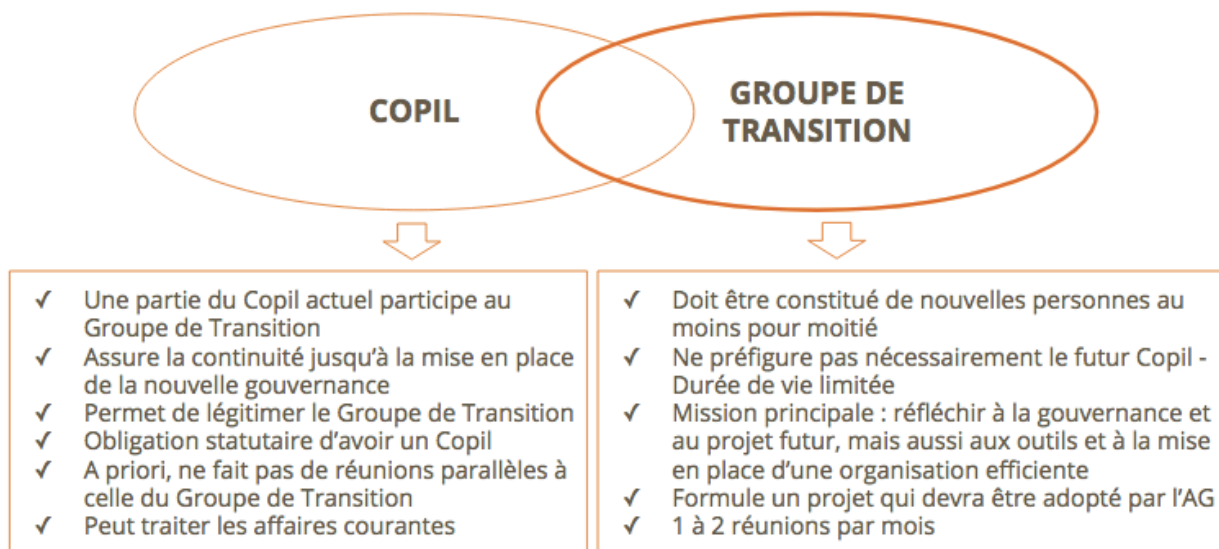 COPIL
GROUPE DE
TRANSITION
✓ Une partie du Copil actuel participe au
Groupe de Transition
✓ Assure la continuité jusqu’à la mise en place
de la nouvelle gouvernance
✓ Permet de légitimer le Groupe de Transition
✓ Obligation statutaire d’avoir un Copil
✓ A priori, ne fait pas de réunions parallèles à
celle du Groupe de Transition
✓ Peut traiter les affaires courantes
✓ Doit être constitué de nouvelles personnes au
moins pour moitié
✓ Ne préfigure pas nécessairement le futur Copil -
Durée de vie limitée
✓ Mission principale : réfléchir à la gouvernance et
au projet futur, mais aussi aux outils et à la mise
en place d’une organisation efficiente
✓ Formule un projet qui devra être adopté par l’AG
✓ 1 à 2 réunions par mois